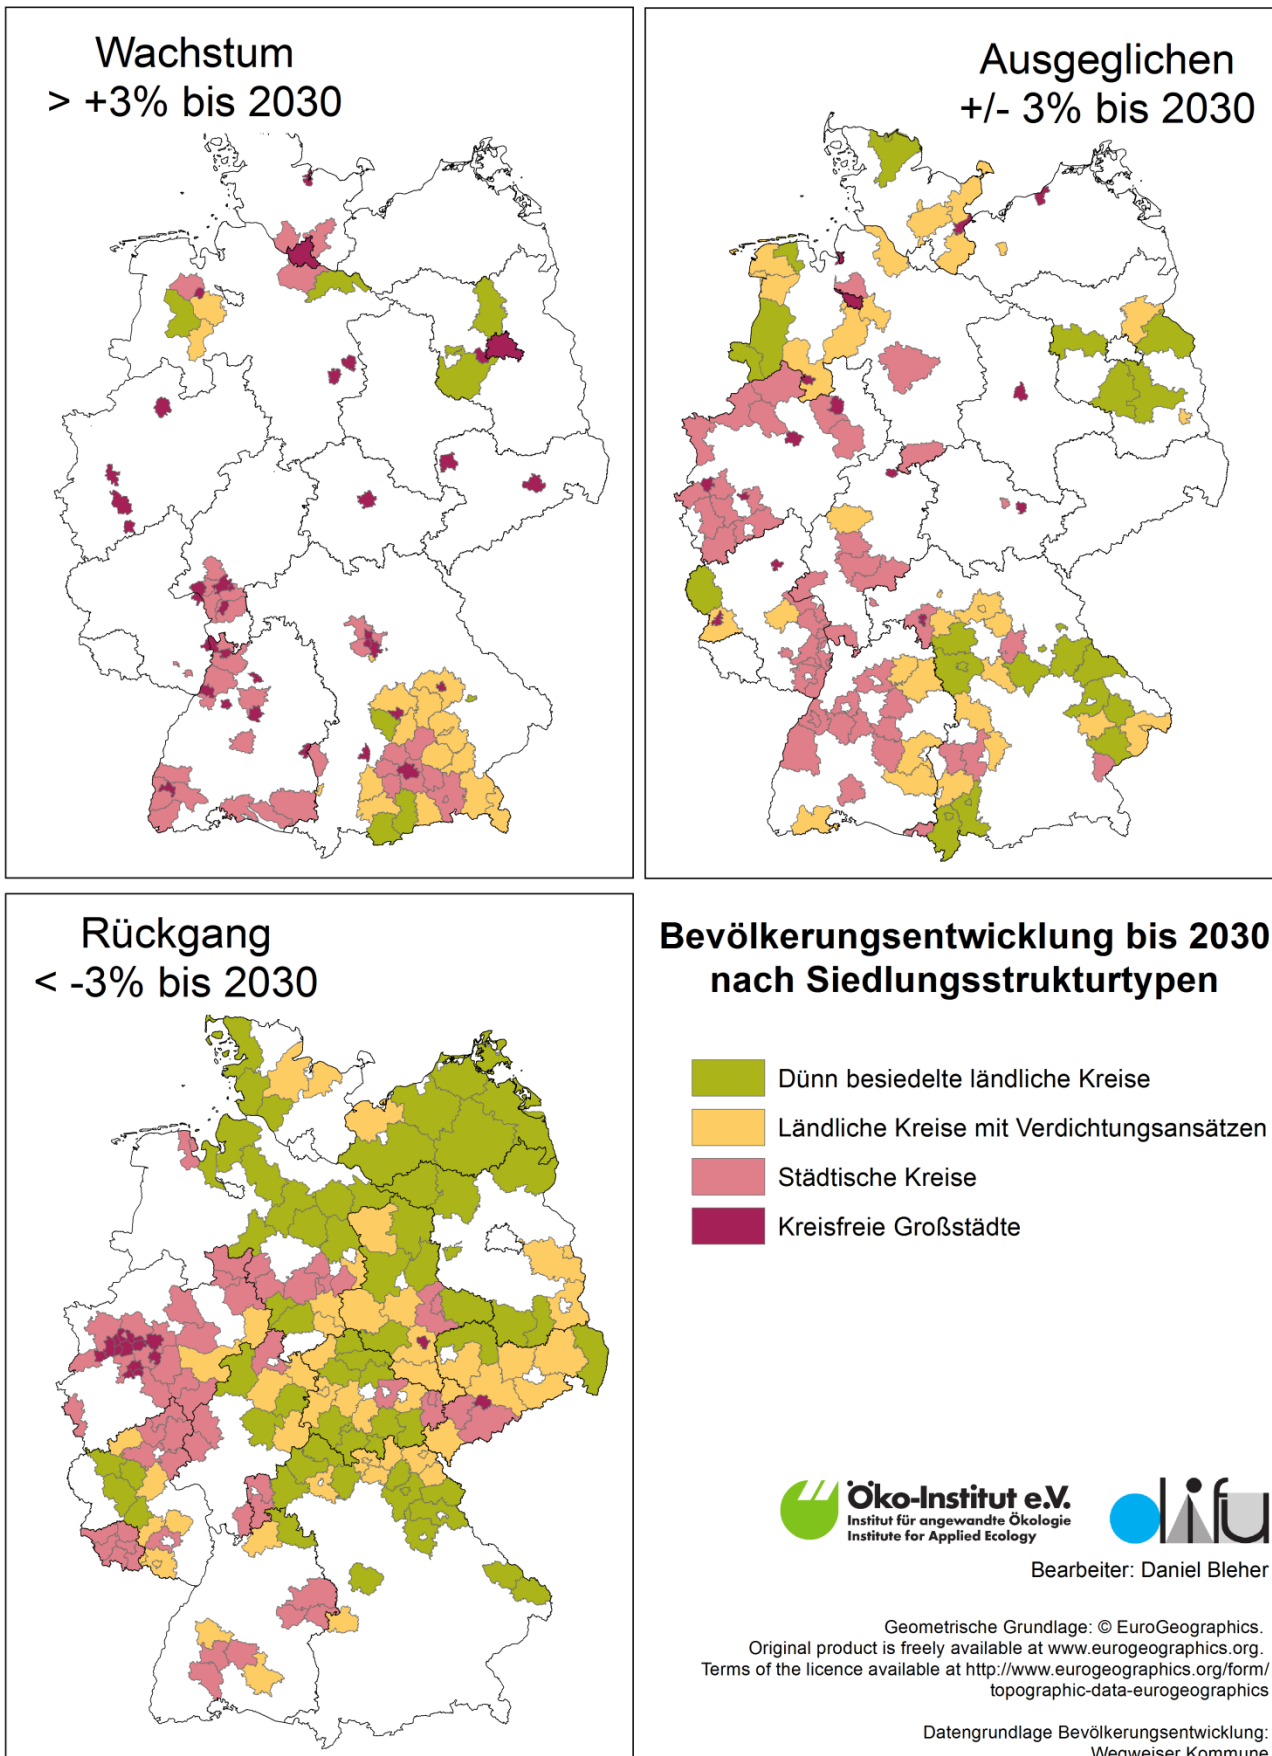 Wachstum
> +3% bis 2030
Ausgeglichen
+/- 3% bis 2030
Rückgang
< -3% bis 2030
Bevölkerungsentwicklung bis 2030
nach Siedlungsstrukturtypen
Dünn besiedelte ländliche Kreise
Ländliche Kreise mit Verdichtungsansätzen
Städtische Kreise
Kreisfreie Großstädte
Öko-Institut e.V.
Institut für angewandte Ökologie
Institute for Applied Ecology
difu
Bearbeiter: Daniel Bleher
Geometrische Grundlage: © EuroGeographics.
Original product is freely available at www.eurogeographics.org.
Terms of the licence available at http://www.eurogeographics.org/form/
topographic-data-eurogeographics
Datengrundlage Bevölkerungsentwicklung:
Wegweiser Kommune